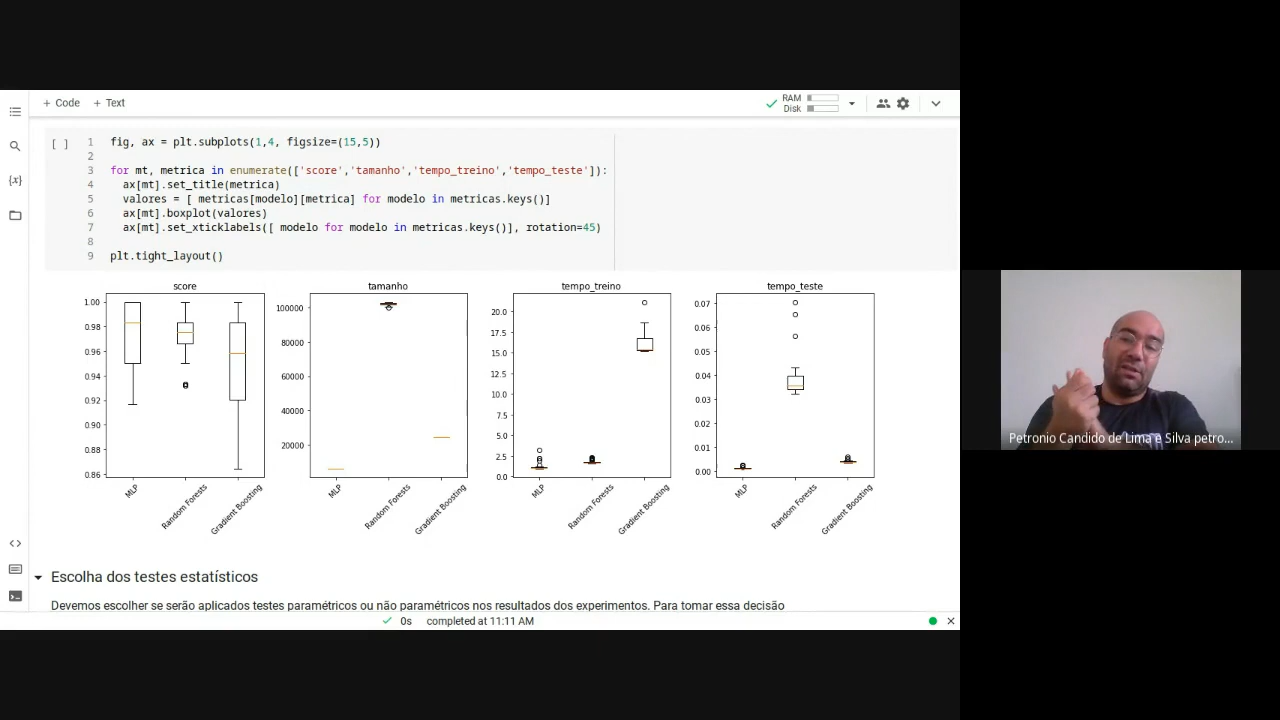 + Code + Text
RAM
Disk
[ ]
1 fig, ax = plt.subplots(1,4, figsize=(15,5))
2
3 for mt, metrica in enumerate(['score','tamanho','tempo_treino','tempo_teste']):
4 ax[mt].set_title(metrica)
5 valores = [ metricas[modelo][metrica] for modelo in metricas.keys()]
6 ax[mt].boxplot(valores)
7 ax[mt].set_xticklabels([ modelo for modelo in metricas.keys()], rotation=45)
8
9 plt.tight_layout()
score
1.00
0.98
0.96
0.94
0.92
0.90
0.88
0.86
MLP
Random Forests
Gradient Boosting
tamanho
100000
80000
60000
40000
20000
MLP
Random Forests
Gradient Boosting
tempo_treino
20.0
17.5
15.0
12.5
10.0
7.5
5.0
2.5
0.0
MLP
Random Forests
Gradient Boosting
tempo_teste
0.07
0.06
0.05
0.04
0.03
0.02
0.01
0.00
MLP
Random Forests
Gradient Boosting
Escolha dos testes estatísticos
Devemos escolher se serão aplicados testes paramétricos ou não paramétricos nos resultados dos experimentos. Para tomar essa decisão
0s completed at 11:11 AM
Petronio Candido de Lima e Silva petro...